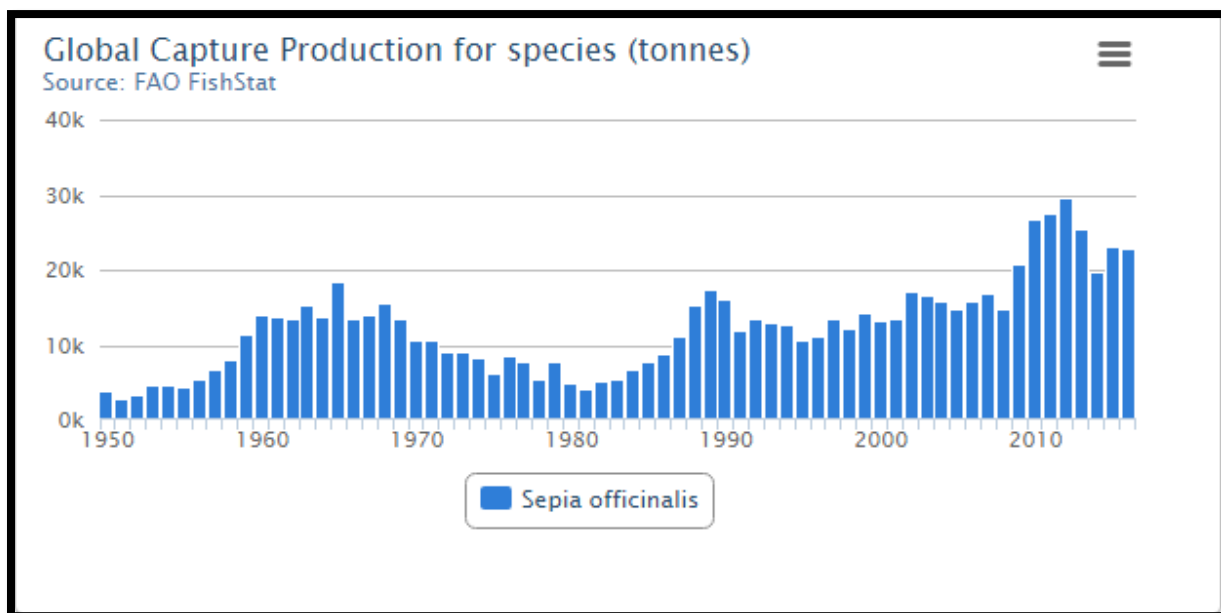 Global Capture Production for species (tonnes)
Source: FAO FishStat
40k
30k
20k
10k
0k
1950 1960 1970 1980 1990 2000 2010
Sepia officinalis